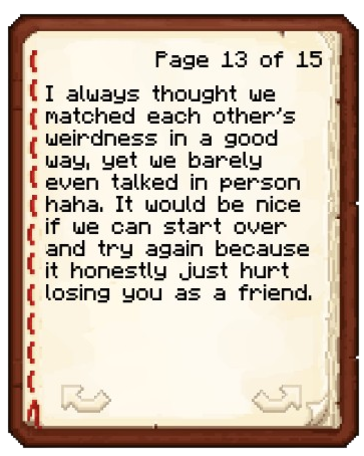 Page 13 of 15
I always thought we
matched each other's
weirdness in a good
way, yet we barely
even talked in person
haha. It would be nice
if we can start over
and try again because
it honestly just hurt
losing you as a friend.